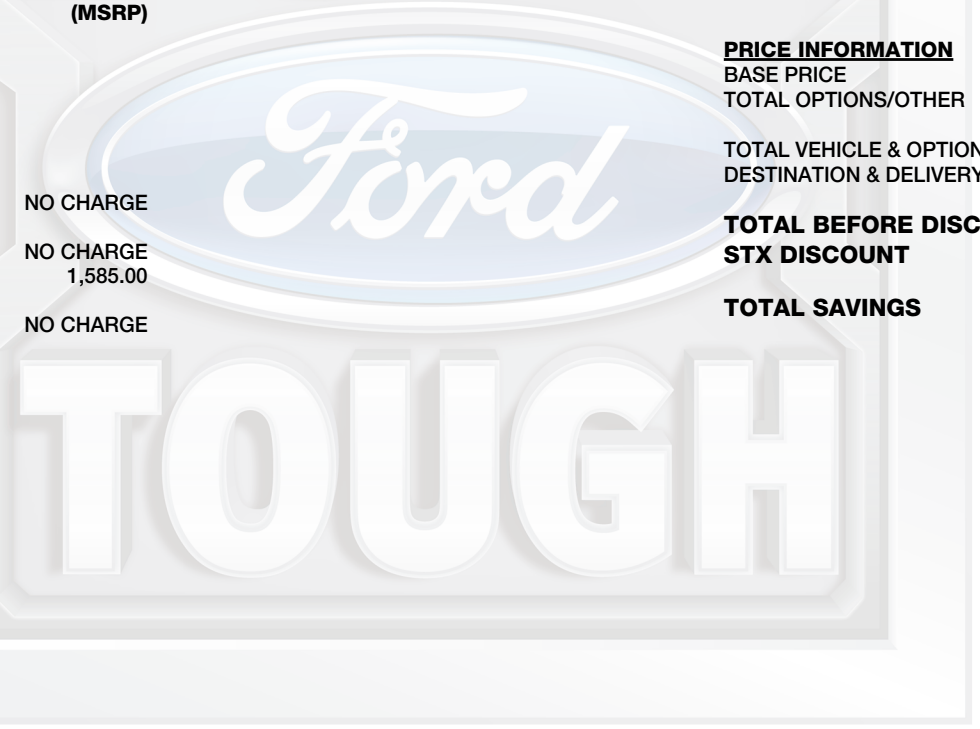 (MSRP)
NO CHARGE
NO CHARGE
1,585.00
NO CHARGE
PRICE INFORMATION
BASE PRICE
TOTAL OPTIONS/OTHER
TOTAL VEHICLE & OPTION
DESTINATION & DELIVERY
TOTAL BEFORE DISC
STX DISCOUNT
TOTAL SAVINGS
Ford
TOUGH